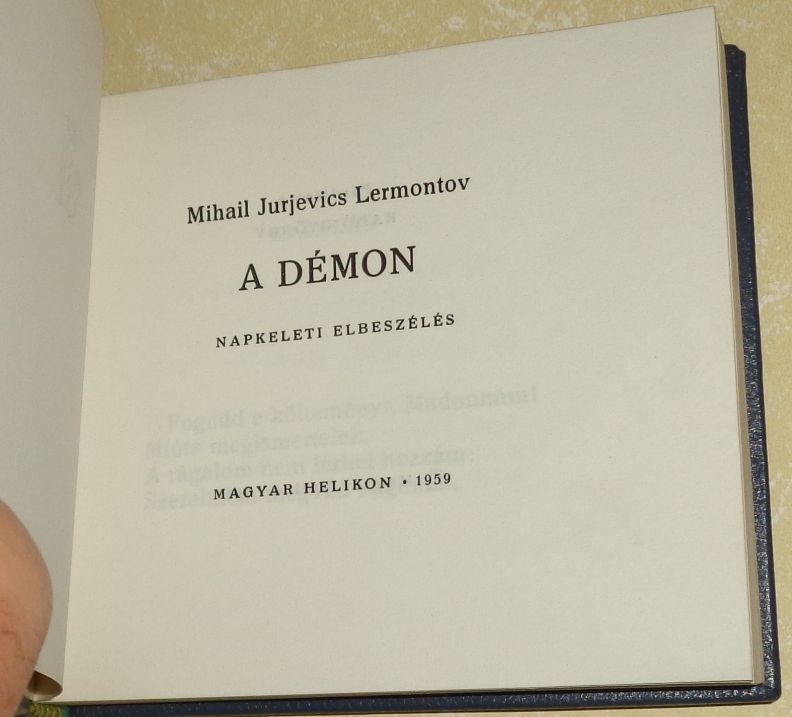 Mihail Jurjevics Lermontov
A DÉMON
NAPKELETI ELBESZÉLÉS
MAGYAR HELIKON • 1959